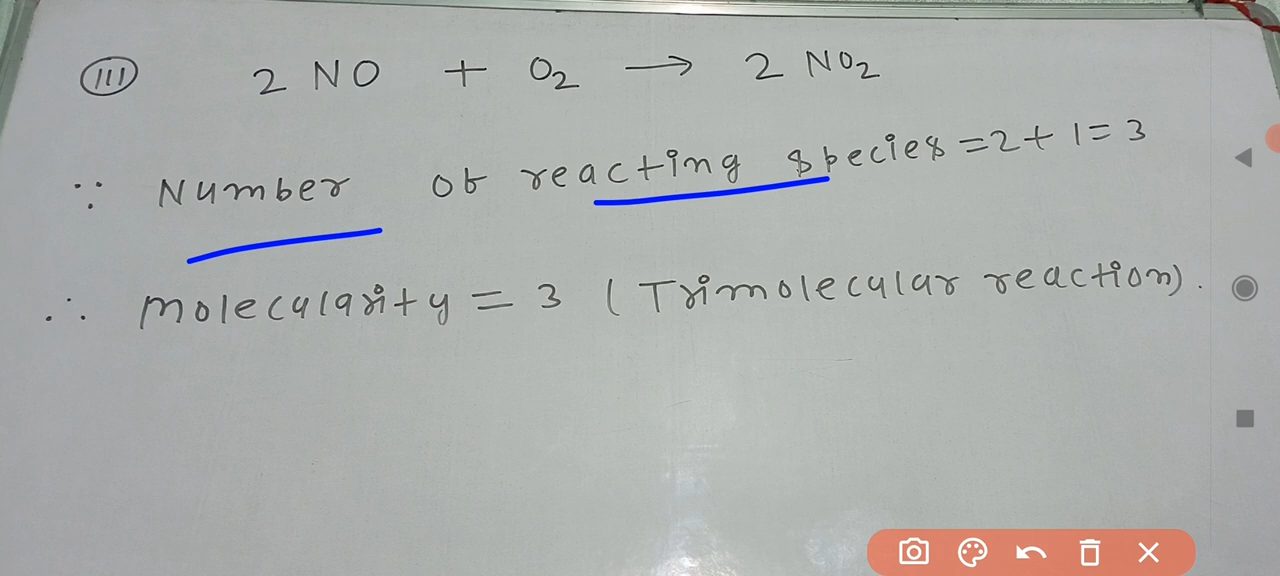 (III) 2 NO + O₂ → 2 NO₂
∵ Number of reacting species = 2 + 1 = 3
∴ Molecularity = 3 (Trimolecular reaction).